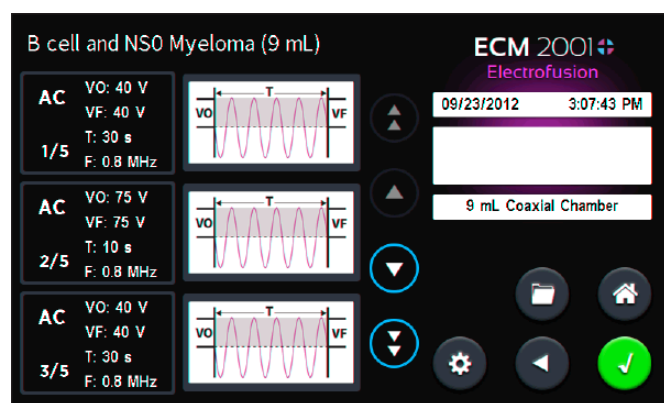 B cell and NS0 Myeloma (9 mL)
ECM 2001
Electrofusion
09/23/2012 3:07:43 PM
9 mL Coaxial Chamber
AC
1/5
VO: 40 V
VF: 40 V
T: 30 s
F: 0.8 MHz
T
VO
VF
AC
2/5
VO: 75 V
VF: 75 V
T: 10 s
F: 0.8 MHz
T
VO
VF
AC
3/5
VO: 40 V
VF: 40 V
T: 30 s
F: 0.8 MHz
T
VO
VF